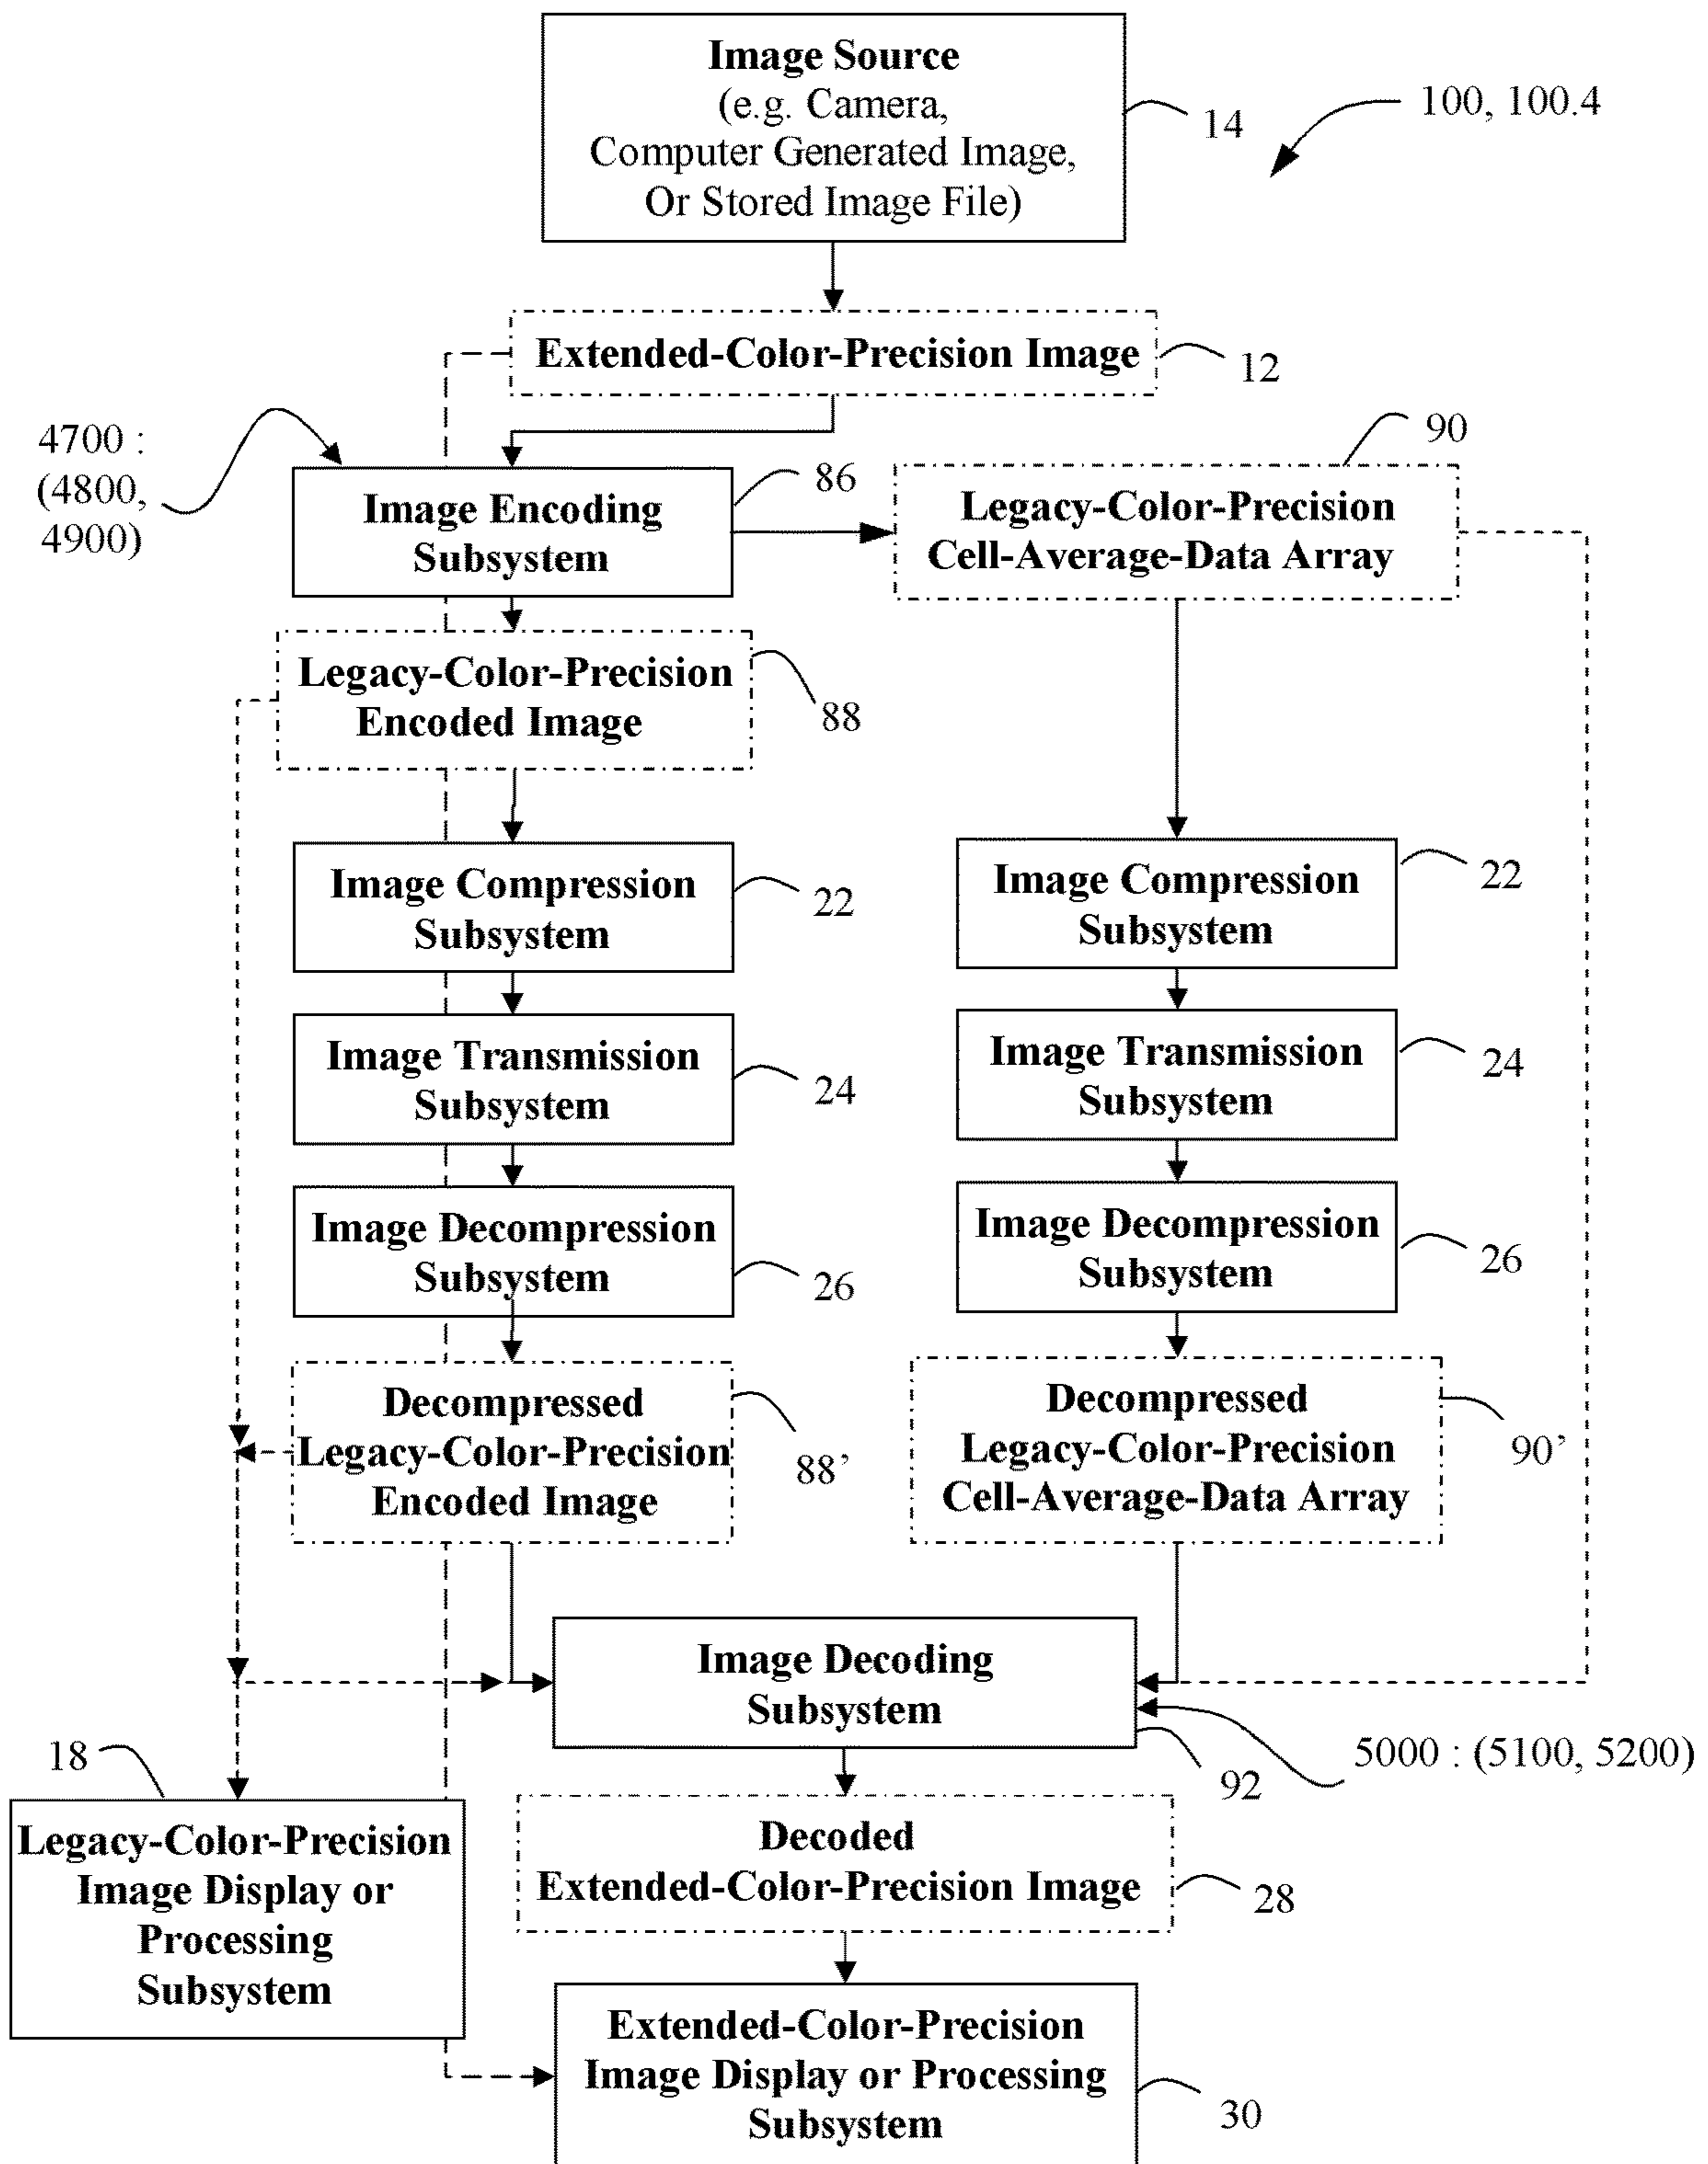 Image Source
(e.g. Camera,
Computer Generated Image,
Or Stored Image File)
14
100, 100.4
Extended-Color-Precision Image
12
4700 :
(4800,
4900)
Image Encoding
Subsystem
86
90
Legacy-Color-Precision
Cell-Average-Data Array
Legacy-Color-Precision
Encoded Image
88
Image Compression
Subsystem
22
Image Compression
Subsystem
22
Image Transmission
Subsystem
24
Image Transmission
Subsystem
24
Image Decompression
Subsystem
26
Image Decompression
Subsystem
26
Decompressed
Legacy-Color-Precision
Encoded Image
88’
Decompressed
Legacy-Color-Precision
Cell-Average-Data Array
90’
Image Decoding
Subsystem
92
5000 : (5100, 5200)
18
Legacy-Color-Precision
Image Display or
Processing
Subsystem
Decoded
Extended-Color-Precision Image
28
Extended-Color-Precision
Image Display or Processing
Subsystem
30